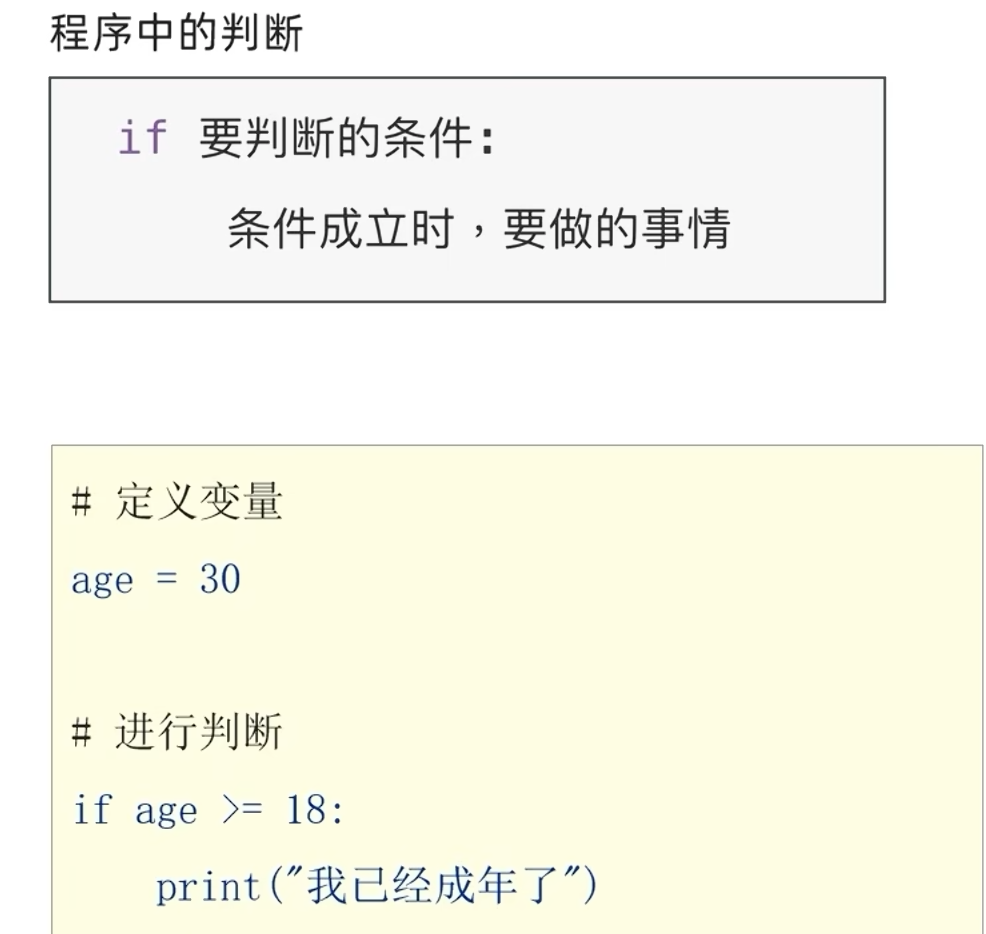 程序中的判断
if 要判断的条件:
条件成立时，要做的事情
# 定义变量
age = 30
# 进行判断
if age >= 18:
print("我已经成年了")